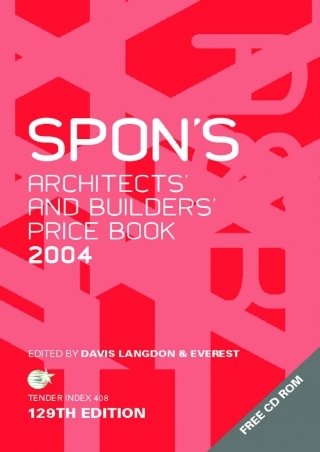 SPON'S
ARCHITECTS'
AND BUILDERS'
PRICE BOOK
2004
EDITED BY DAVIS LANGDON & EVEREST
TENDER INDEX 408
129TH EDITION
FREE CD ROM